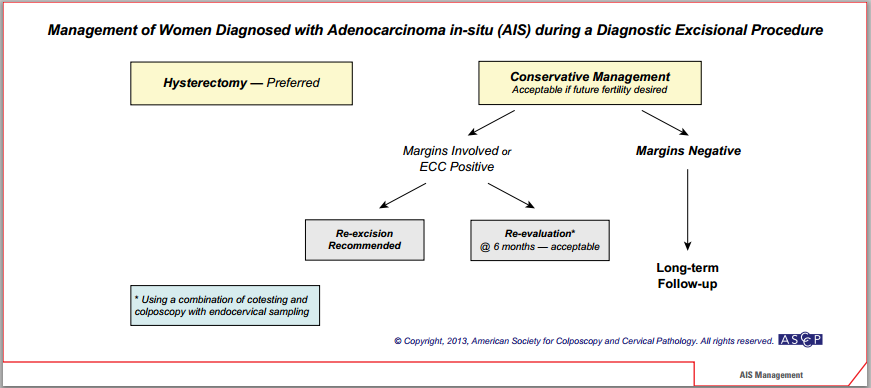 Management of Women Diagnosed with Adenocarcinoma in-situ (AIS) during a Diagnostic Excisional Procedure
Hysterectomy — Preferred
Conservative Management
Acceptable if future fertility desired
Margins Involved or
ECC Positive
Margins Negative
Re-excision
Recommended
Re-evaluation*
@ 6 months — acceptable
Long-term
Follow-up
* Using a combination of cotesting and
colposcopy with endocervical sampling
© Copyright, 2013, American Society for Colposcopy and Cervical Pathology. All rights reserved.
ASCCP
AIS Management